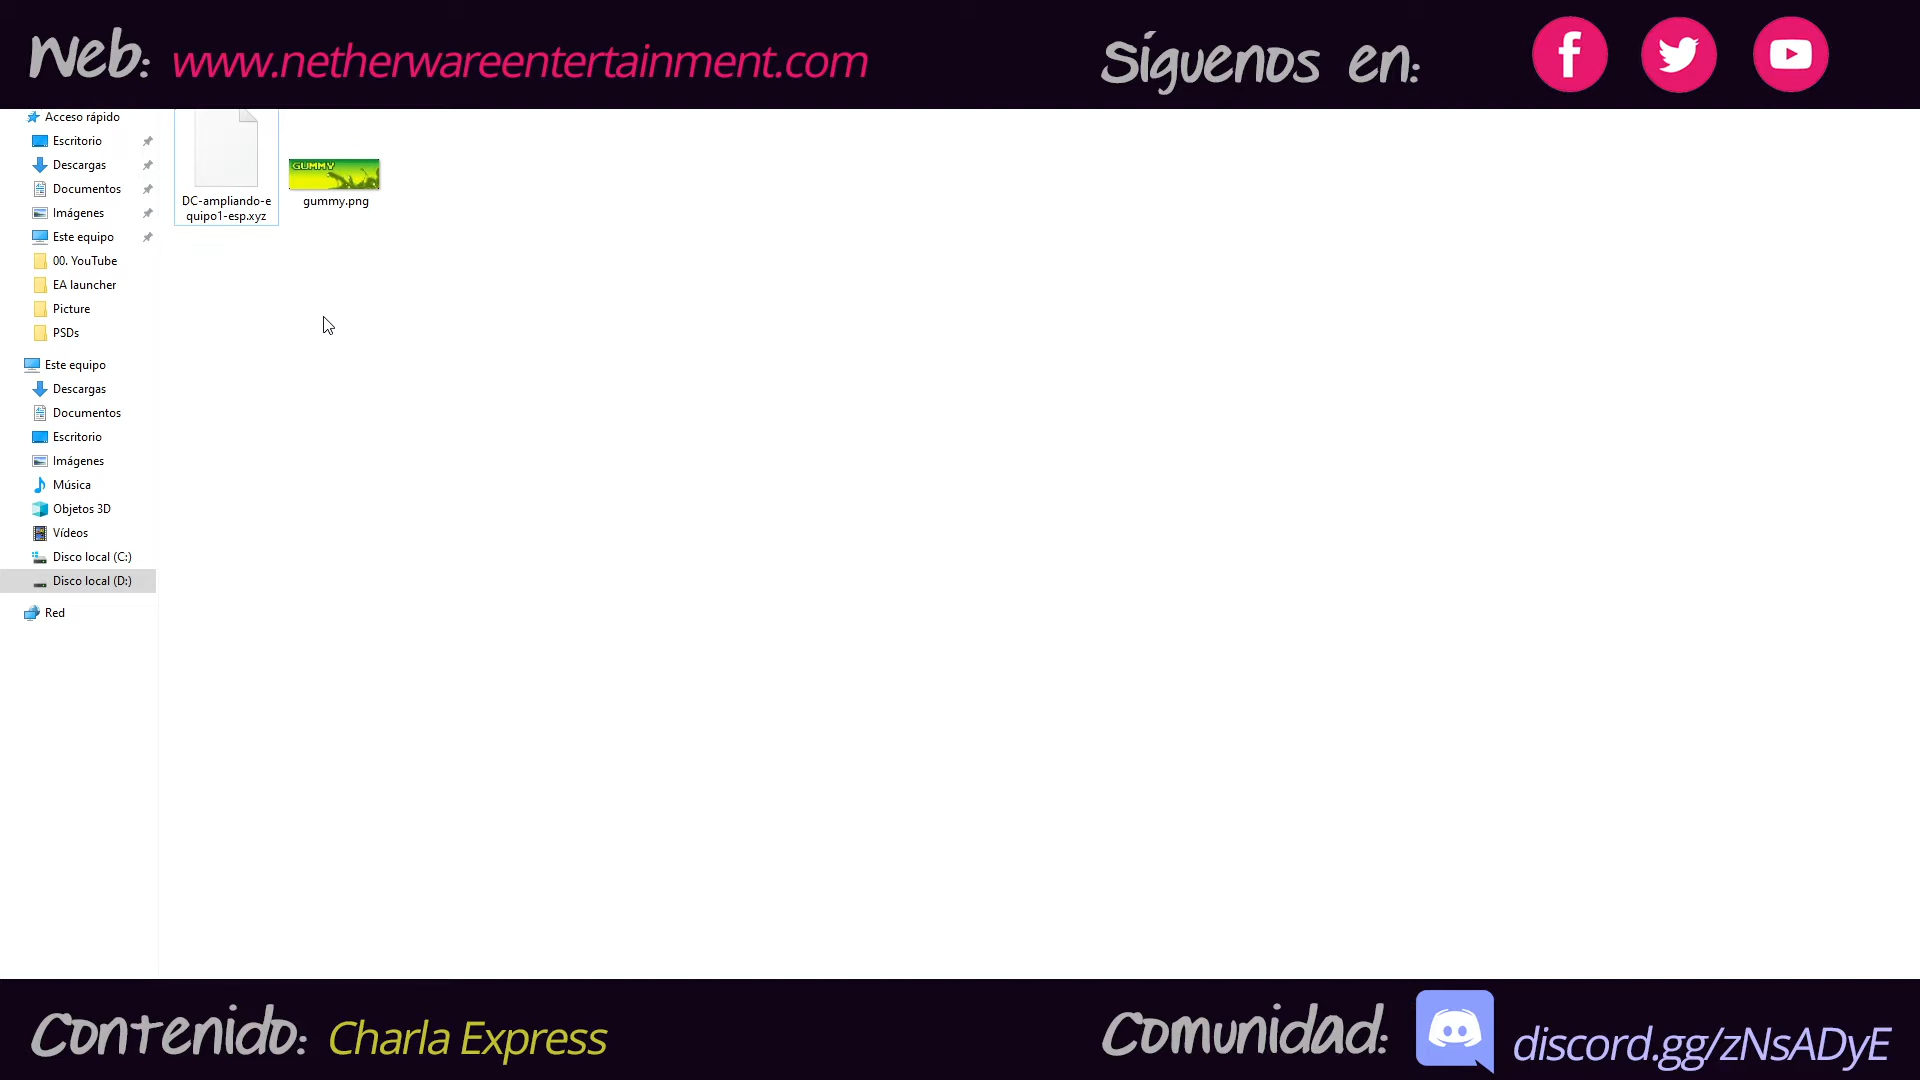 Web: www.netherwareentertainment.com
Síguenos en:
Acceso rápido
Escritorio
Descargas
Documentos
Imágenes
Este equipo
00. YouTube
EA launcher
Picture
PSDs
Este equipo
Descargas
Documentos
Escritorio
Imágenes
Música
Objetos 3D
Vídeos
Disco local (C:)
Disco local (D:)
Red
DC-ampliando-e
quipo1-esp.xyz
GUMMY
gummy.png
Contenido: Charla Express
Comunidad: discord.gg/zNsADyE